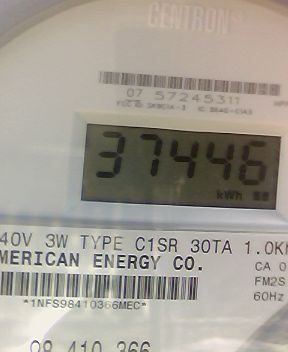 CENTRON
07 57245311
37446
kWh
40V 3W TYPE C1SR 30TA 1.0K
MERICAN ENERGY CO.
CA 0
FM2S
60Hz
*1NFS98410366MEC*
98 410 366